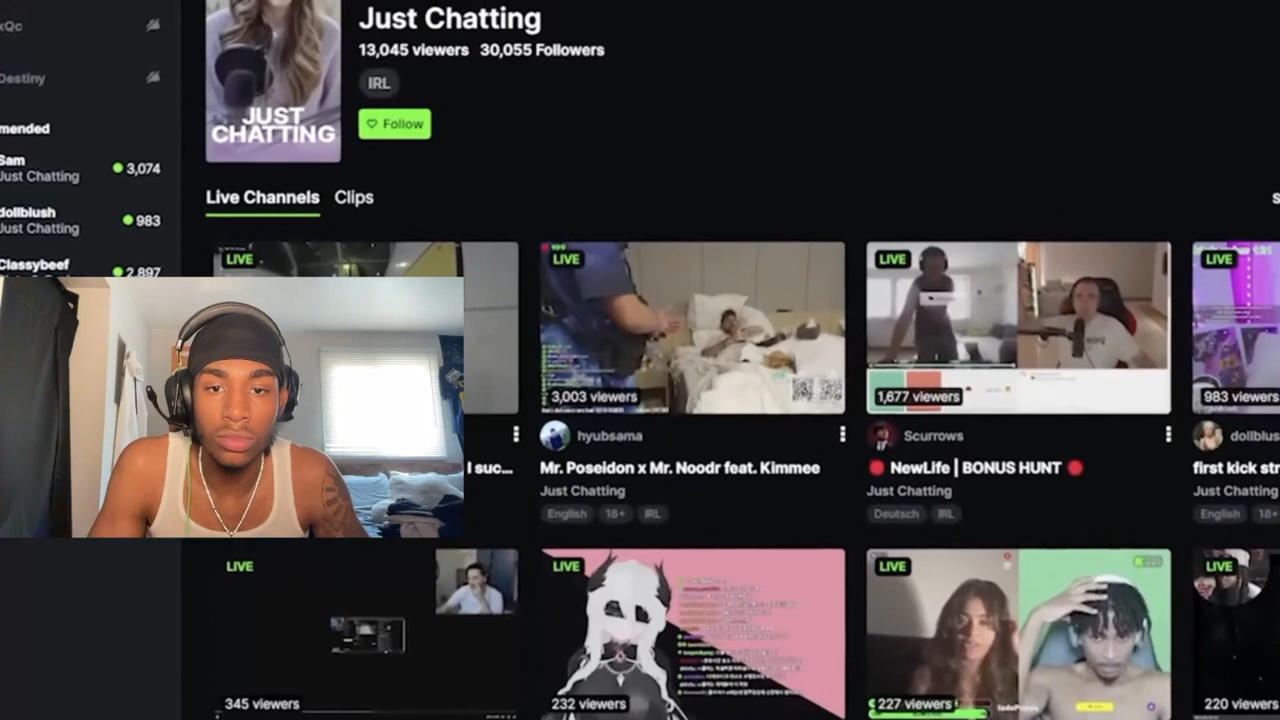 xQc
Destiny
mended
Sam
Just Chatting
3,074
dollblush
Just Chatting
983
Classybeef
2,897
JUST
CHATTING
Just Chatting
13,045 viewers 30,055 Followers
IRL
Follow
Live Channels Clips
LIVE
LIVE
3,003 viewers
LIVE
1,677 viewers
LIVE
983 viewers
I suc...
hyubsama
Mr. Poseidon x Mr. Noodr feat. Kimmee
Just Chatting
English 18+ IRL
Scurrows
NewLife | BONUS HUNT
Just Chatting
Deutsch IRL
dollblus
first kick str
Just Chatting
English 18+
LIVE
345 viewers
LIVE
232 viewers
LIVE
227 viewers
LIVE
220 viewers